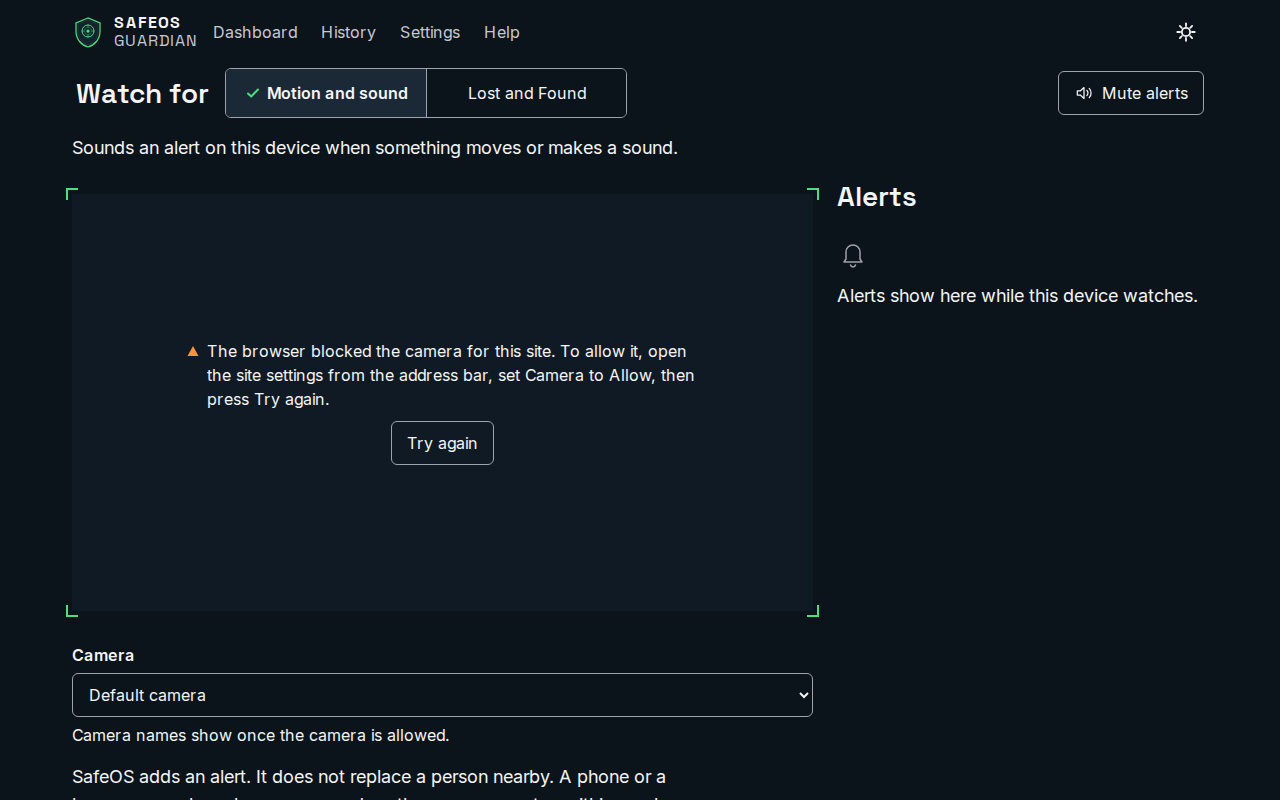 SAFEOS
GUARDIAN
Dashboard
History
Settings
Help
Watch for
Motion and sound
Lost and Found
Mute alerts
Sounds an alert on this device when something moves or makes a sound.
Alerts
Alerts show here while this device watches.
The browser blocked the camera for this site. To allow it, open
the site settings from the address bar, set Camera to Allow, then
press Try again.
Try again
Camera
Default camera
Camera names show once the camera is allowed.
SafeOS adds an alert. It does not replace a person nearby. A phone or a